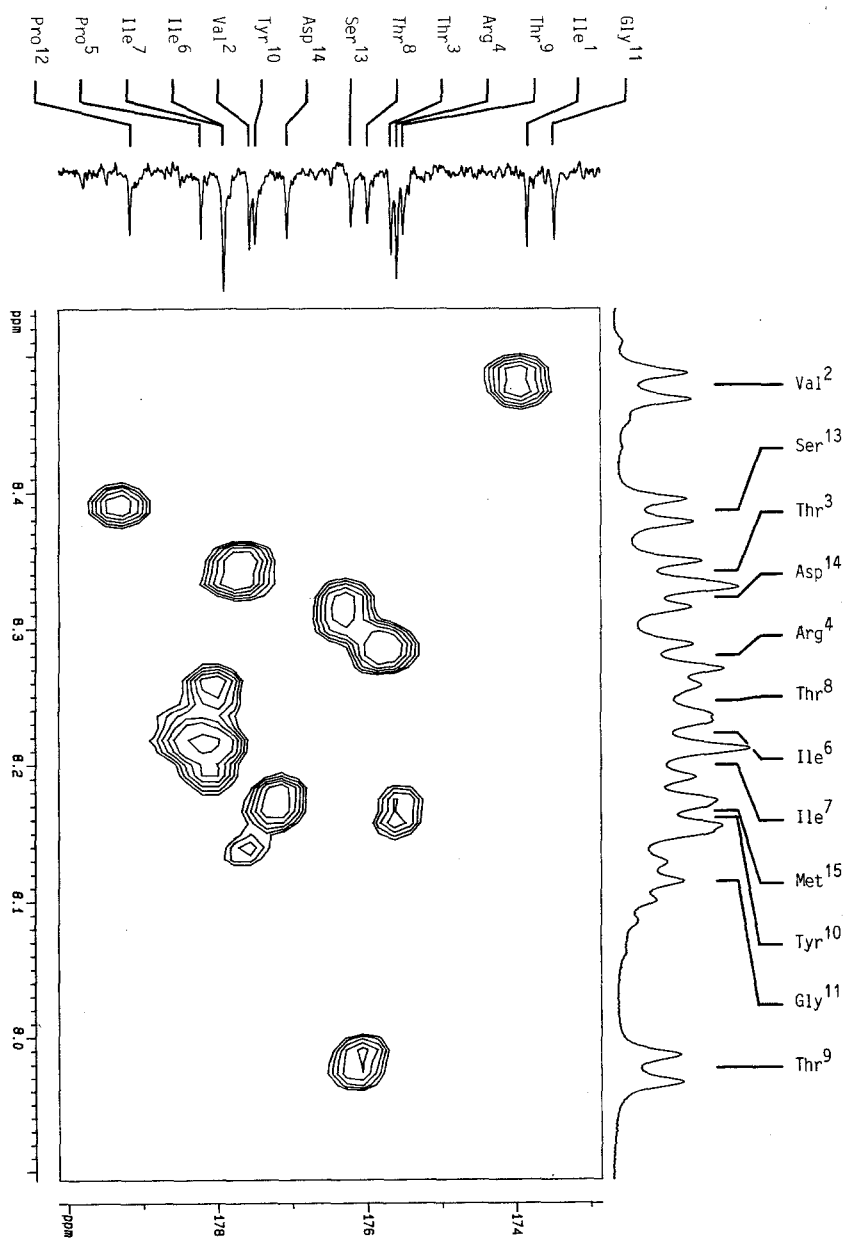 Pro12
Pro5
Ile7
Ile6
Val2
Tyr10
Asp14
Ser13
Thr8
Thr3
Arg4
Thr9
Ile1
Gly11
Val2
Ser13
Thr3
Asp14
Arg4
Thr8
Ile6
Ile7
Met15
Tyr10
Gly11
Thr9
ppm
8.4
8.3
8.2
8.1
8.0
ppm
178
176
174